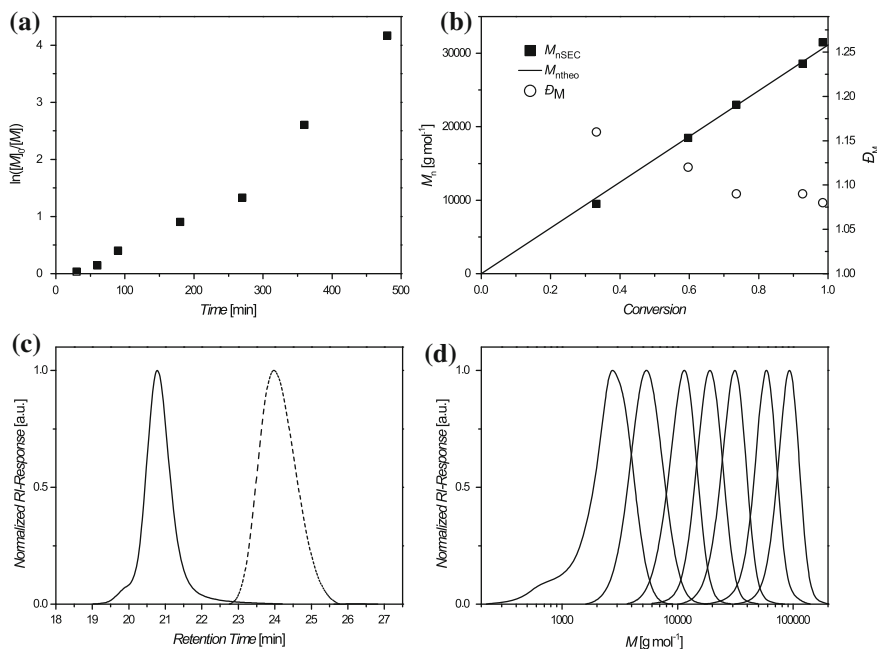 (a)
4
3
2
1
0
0
100
200
300
400
500
ln([M]0/[M])
Time [min]
(b)
30000
20000
10000
0
0.0
0.2
0.4
0.6
0.8
1.0
1.25
1.20
1.15
1.10
1.05
1.00
MnSEC
Mntheo
ĐM
Mn [g mol-1]
ĐM
Conversion
(c)
1.0
0.5
0.0
18
19
20
21
22
23
24
25
26
27
Normalized RI-Response [a.u.]
Retention Time [min]
(d)
1.0
0.5
0.0
1000
10000
100000
Normalized RI-Response [a.u.]
M [g mol-1]